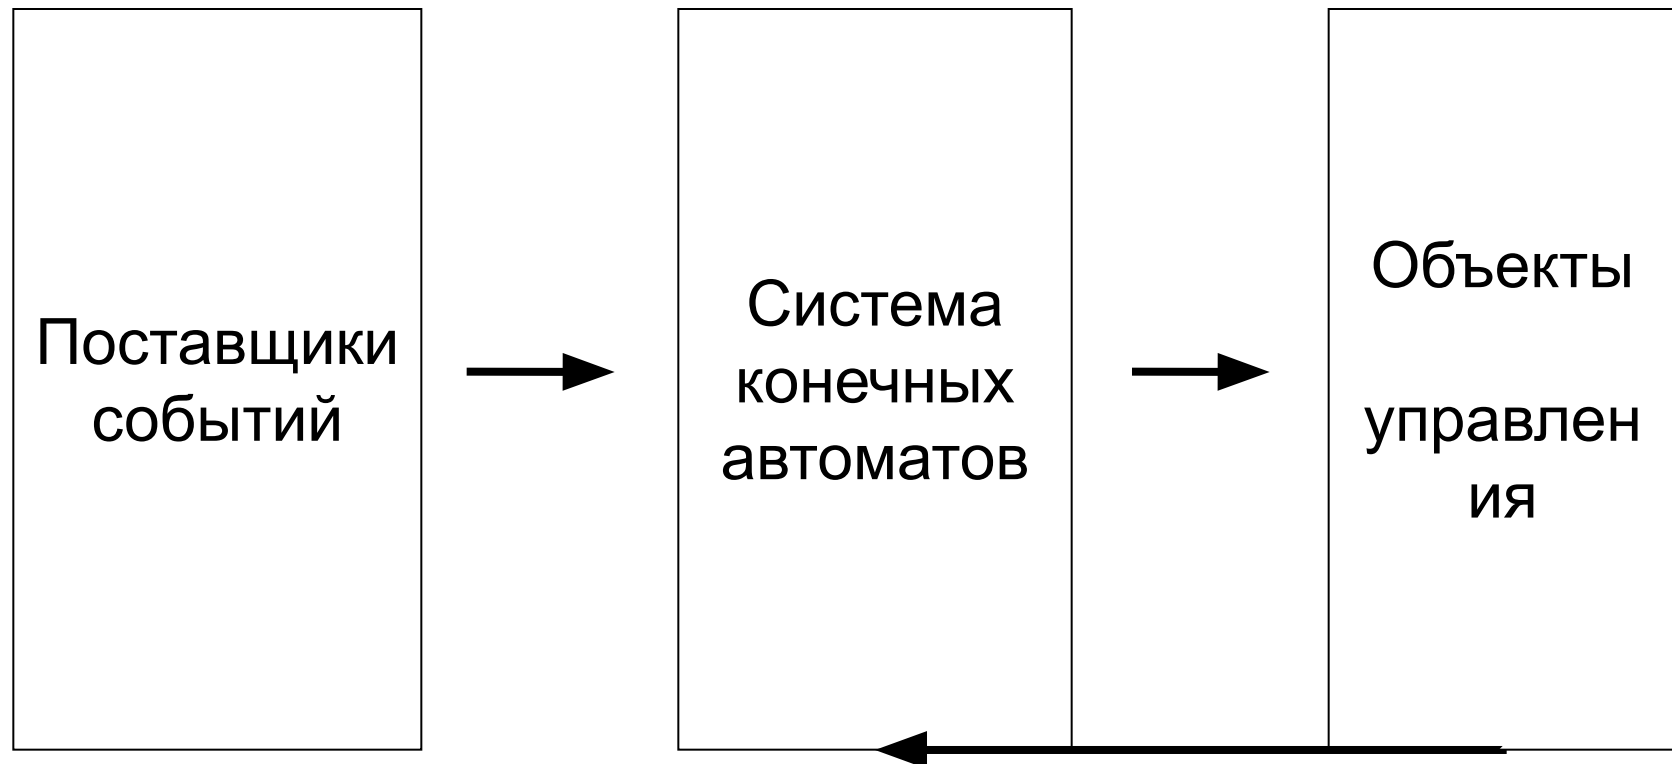 Поставщики
событий
Система
конечных
автоматов
Объекты
управлен
ия